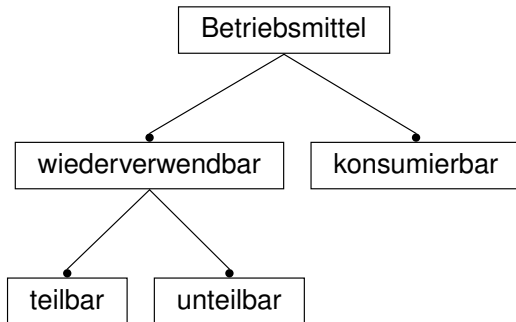 Betriebsmittel
wiederverwendbar
konsumierbar
teilbar
unteilbar